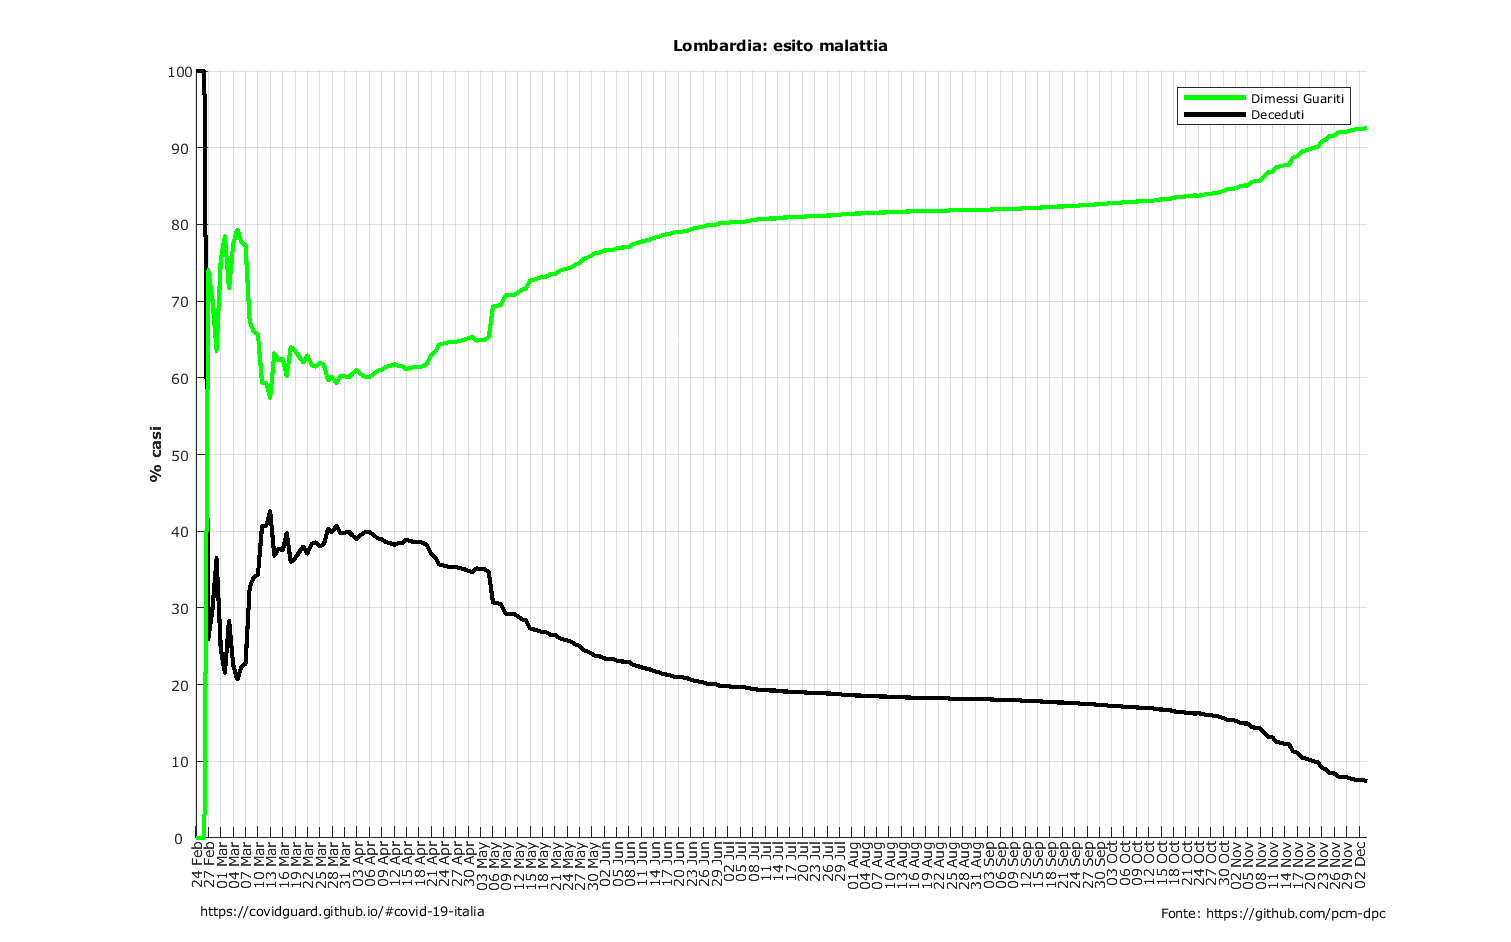 Lombardia: esito malattia
Dimessi Guariti
Deceduti
% casi
100
90
80
70
60
50
40
30
20
10
0
24 Feb
27 Feb
01 Mar
04 Mar
07 Mar
10 Mar
13 Mar
16 Mar
19 Mar
22 Mar
25 Mar
28 Mar
31 Mar
03 Apr
06 Apr
09 Apr
12 Apr
15 Apr
18 Apr
21 Apr
24 Apr
27 Apr
30 Apr
03 May
06 May
09 May
12 May
15 May
18 May
21 May
24 May
27 May
30 May
02 Jun
05 Jun
08 Jun
11 Jun
14 Jun
17 Jun
20 Jun
23 Jun
26 Jun
29 Jun
02 Jul
05 Jul
08 Jul
11 Jul
14 Jul
17 Jul
20 Jul
23 Jul
26 Jul
29 Jul
01 Aug
04 Aug
07 Aug
10 Aug
13 Aug
16 Aug
19 Aug
22 Aug
25 Aug
28 Aug
31 Aug
03 Sep
06 Sep
09 Sep
12 Sep
15 Sep
18 Sep
21 Sep
24 Sep
27 Sep
30 Sep
03 Oct
06 Oct
09 Oct
12 Oct
15 Oct
18 Oct
21 Oct
24 Oct
27 Oct
30 Oct
02 Nov
05 Nov
08 Nov
11 Nov
14 Nov
17 Nov
20 Nov
23 Nov
26 Nov
29 Nov
02 Dec
https://covidguard.github.io/#covid-19-italia
Fonte: https://github.com/pcm-dpc